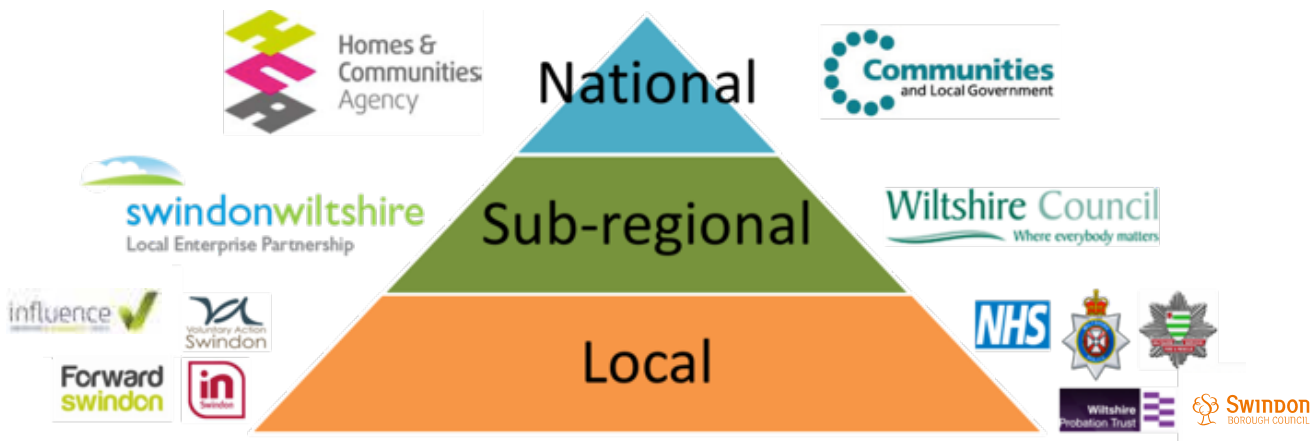 Homes &
Communities
Agency
National
Communities
and Local Government
swindonwiltshire
Local Enterprise Partnership
Sub-regional
Wiltshire Council
Where everybody matters
influence
Voluntary Action
Swindon
Forward
swindon
in
Swindon
Local
NHS
Wiltshire
Probation Trust
SWINDON
BOROUGH COUNCIL